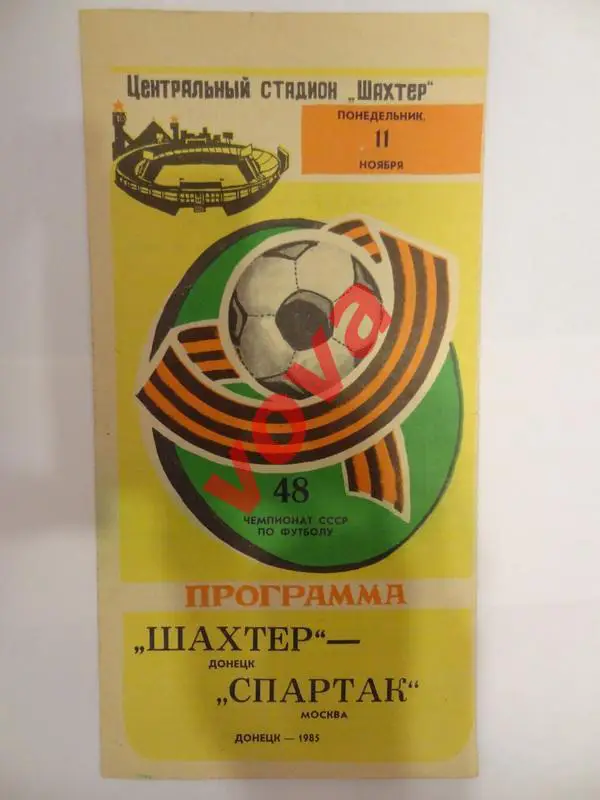 Центральный стадион „Шахтер"
ПОНЕДЕЛЬНИК,
11
НОЯБРЯ
vova
48
ЧЕМПИОНАТ СССР
ПО ФУТБОЛУ
ПРОГРАММА
„ШАХТЕР"—
ДОНЕЦК
„СПАРТАК"
МОСКВА
ДОНЕЦК — 1985